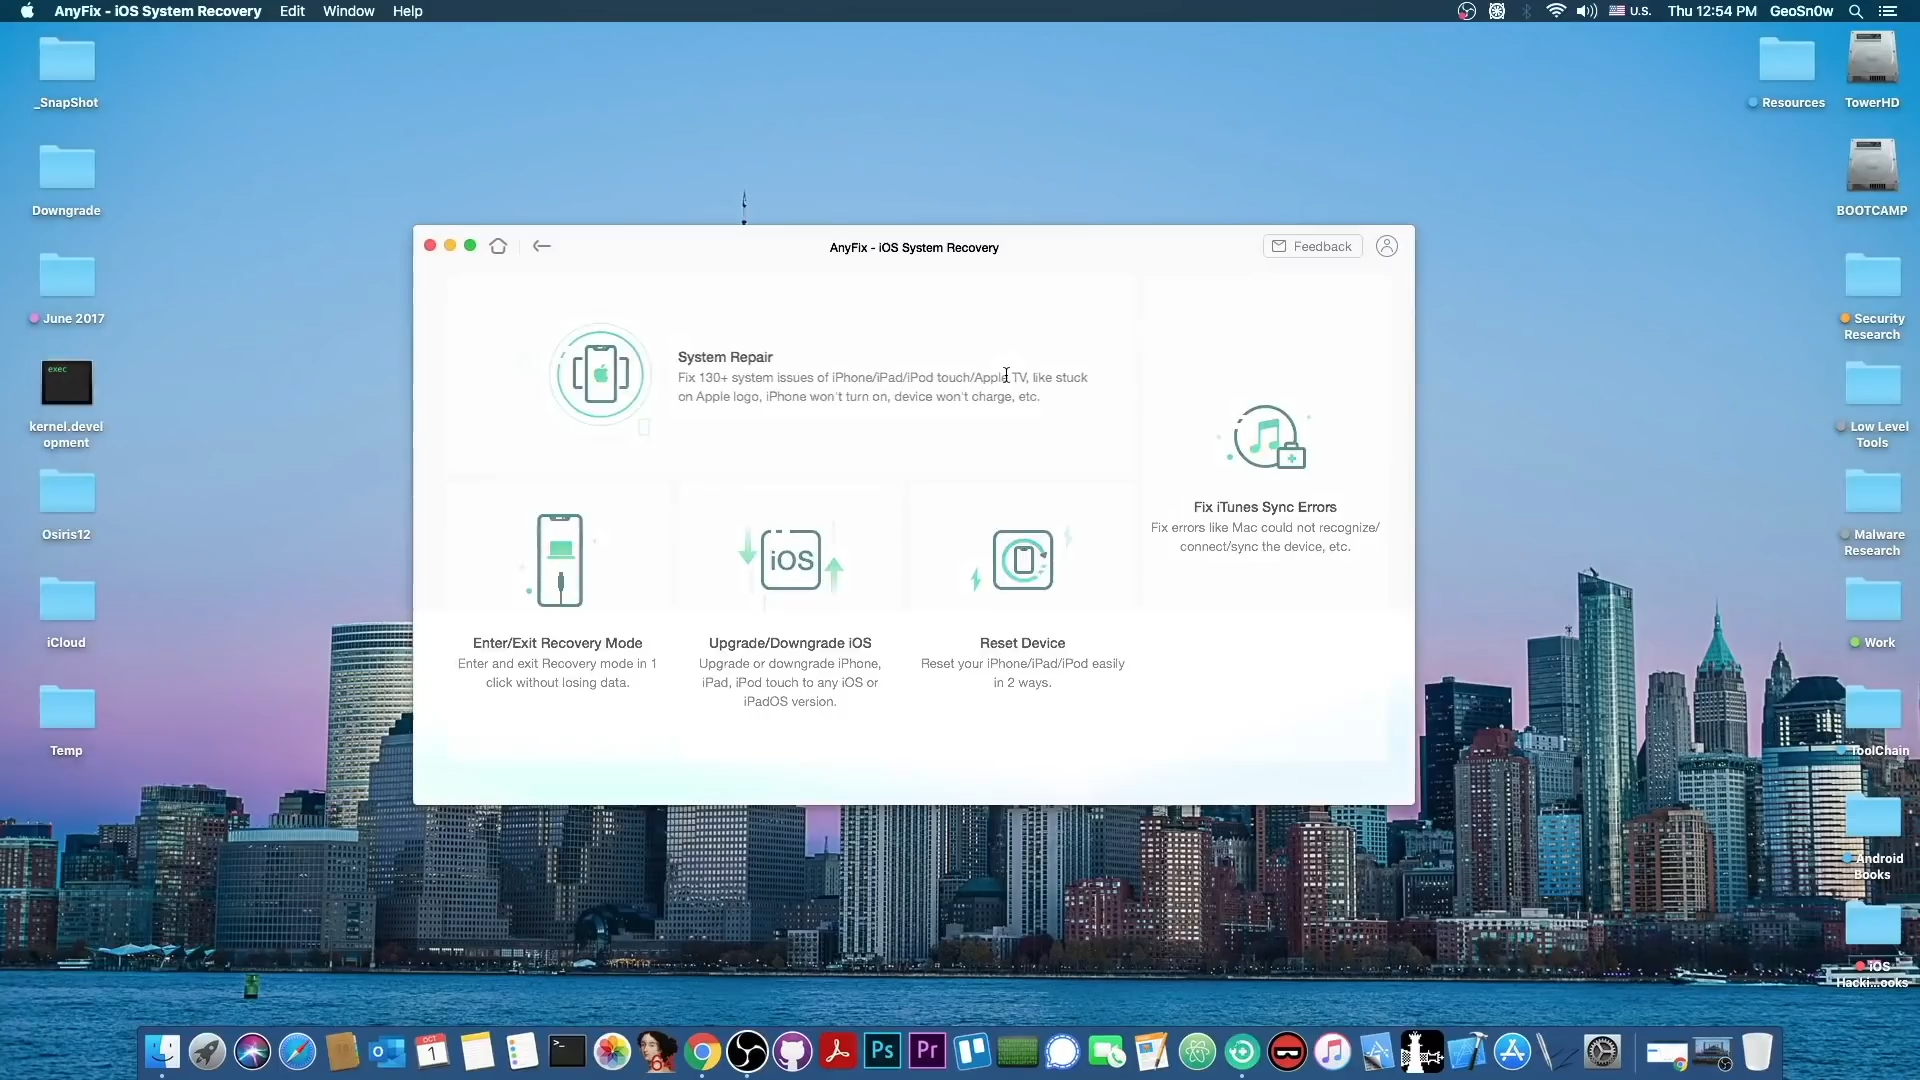 AnyFix - iOS System Recovery Edit Window Help
U.S. Thu 12:54 PM GeoSn0w
_SnapShot
Downgrade
June 2017
exec
kernel.devel
opment
Osiris12
iCloud
Temp
AnyFix - iOS System Recovery
Feedback
System Repair
Fix 130+ system issues of iPhone/iPad/iPod touch/Apple TV, like stuck
on Apple logo, iPhone won't turn on, device won't charge, etc.
Fix iTunes Sync Errors
Fix errors like Mac could not recognize/
connect/sync the device, etc.
Enter/Exit Recovery Mode
Enter and exit Recovery mode in 1
click without losing data.
iOS
Upgrade/Downgrade iOS
Upgrade or downgrade iPhone,
iPad, iPod touch to any iOS or
iPadOS version.
Reset Device
Reset your iPhone/iPad/iPod easily
in 2 ways.
Resources
TowerHD
BOOTCAMP
Security
Research
Low Level
Tools
Malware
Research
Work
ToolChain
Android
Books
iOS
Hacki...ooks
OCT
1
Ps
Pr